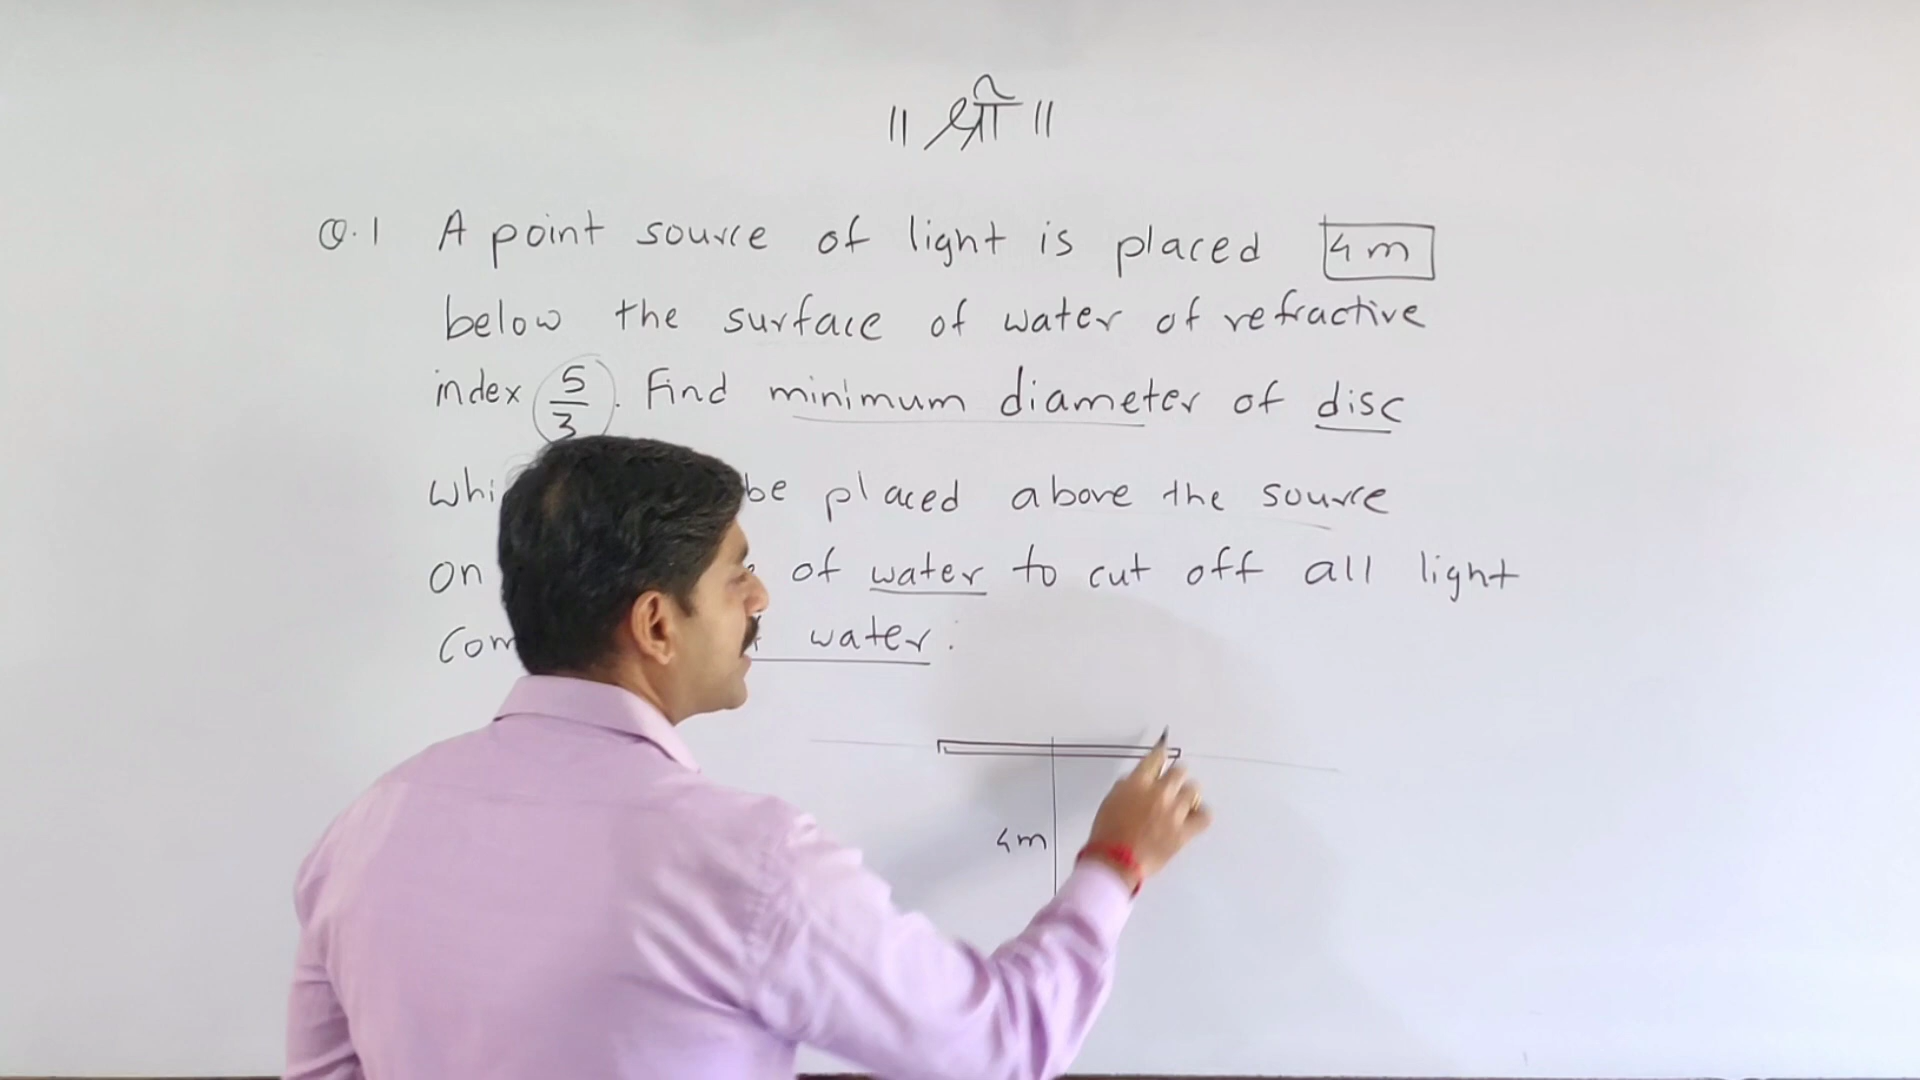 ॥ श्री ॥
Q.1 A point source of light is placed 4m
below the surface of water of refractive
index 5/3. Find minimum diameter of disc
be placed above the source
on of water to cut off all light
water.
4m